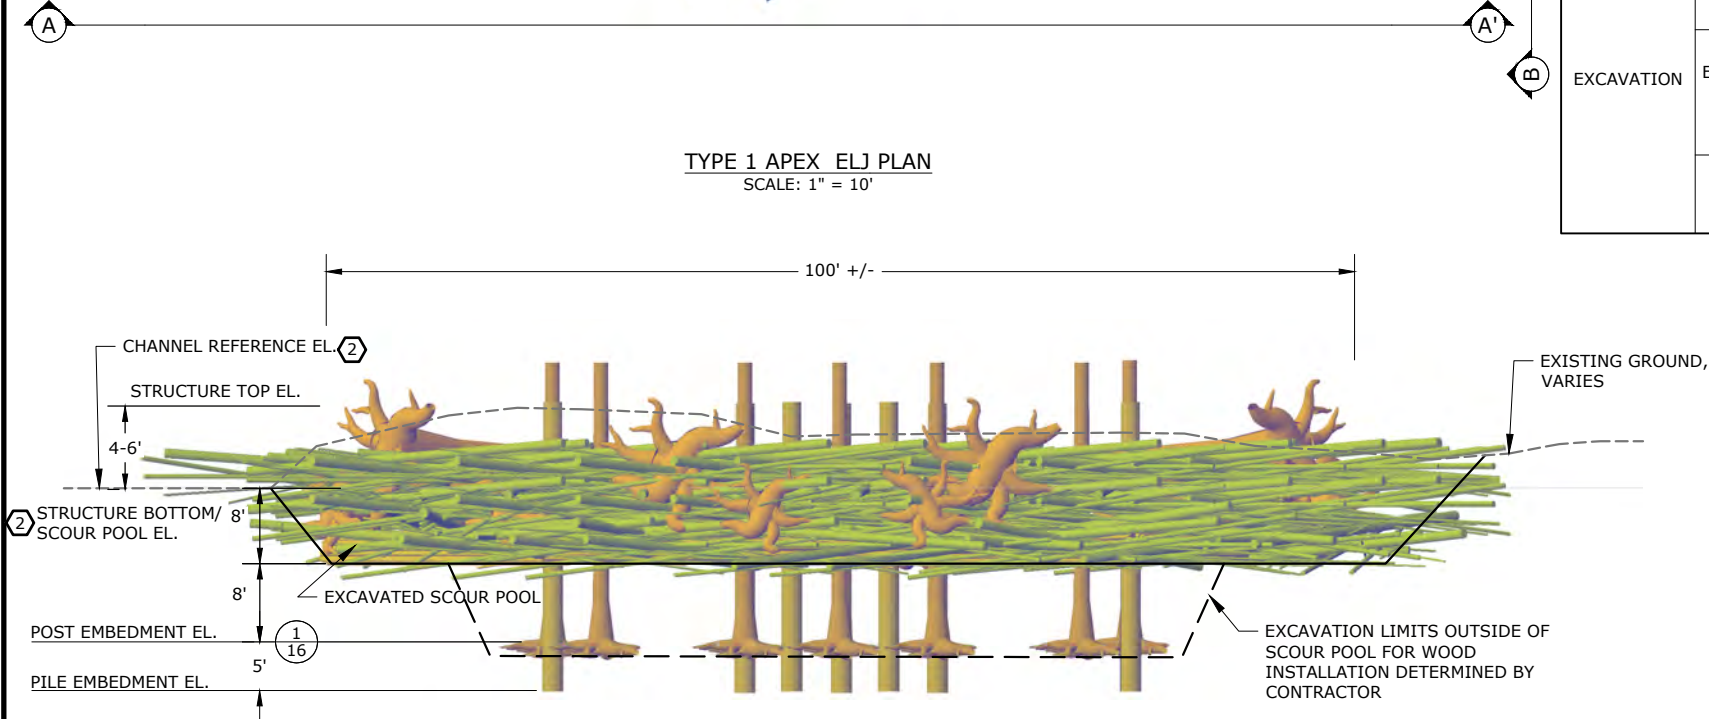 A
A'
B
EXCAVATION
TYPE 1 APEX ELJ PLAN
SCALE: 1" = 10'
100' +/-
CHANNEL REFERENCE EL. 2
STRUCTURE TOP EL.
4-6'
EXISTING GROUND,
VARIES
2 STRUCTURE BOTTOM/
SCOUR POOL EL.
8'
8'
EXCAVATED SCOUR POOL
POST EMBEDMENT EL.
1
16
5'
PILE EMBEDMENT EL.
EXCAVATION LIMITS OUTSIDE OF
SCOUR POOL FOR WOOD
INSTALLATION DETERMINED BY
CONTRACTOR